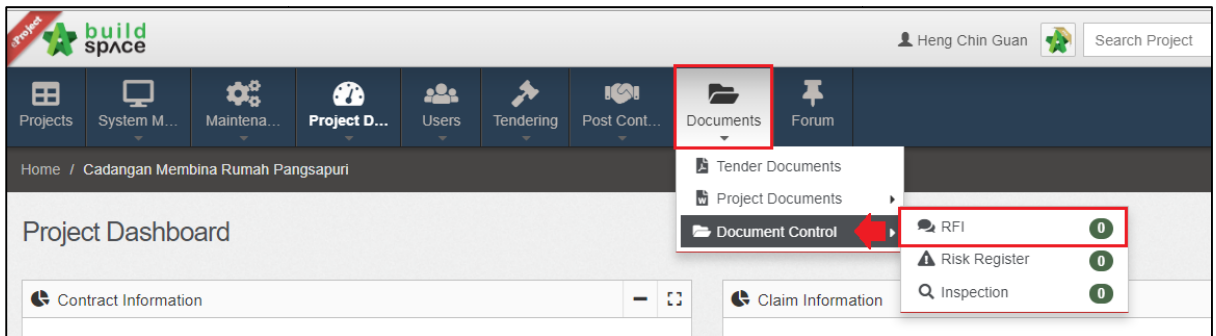 eProject
build
spʌce
Heng Chin Guan
Search Project
Projects
System M...
Maintena...
Project D...
Users
Tendering
Post Cont...
Documents
Forum
Home / Cadangan Membina Rumah Pangsapuri
Tender Documents
Project Documents
Document Control
RFI 0
Risk Register 0
Inspection 0
Project Dashboard
Contract Information
Claim Information